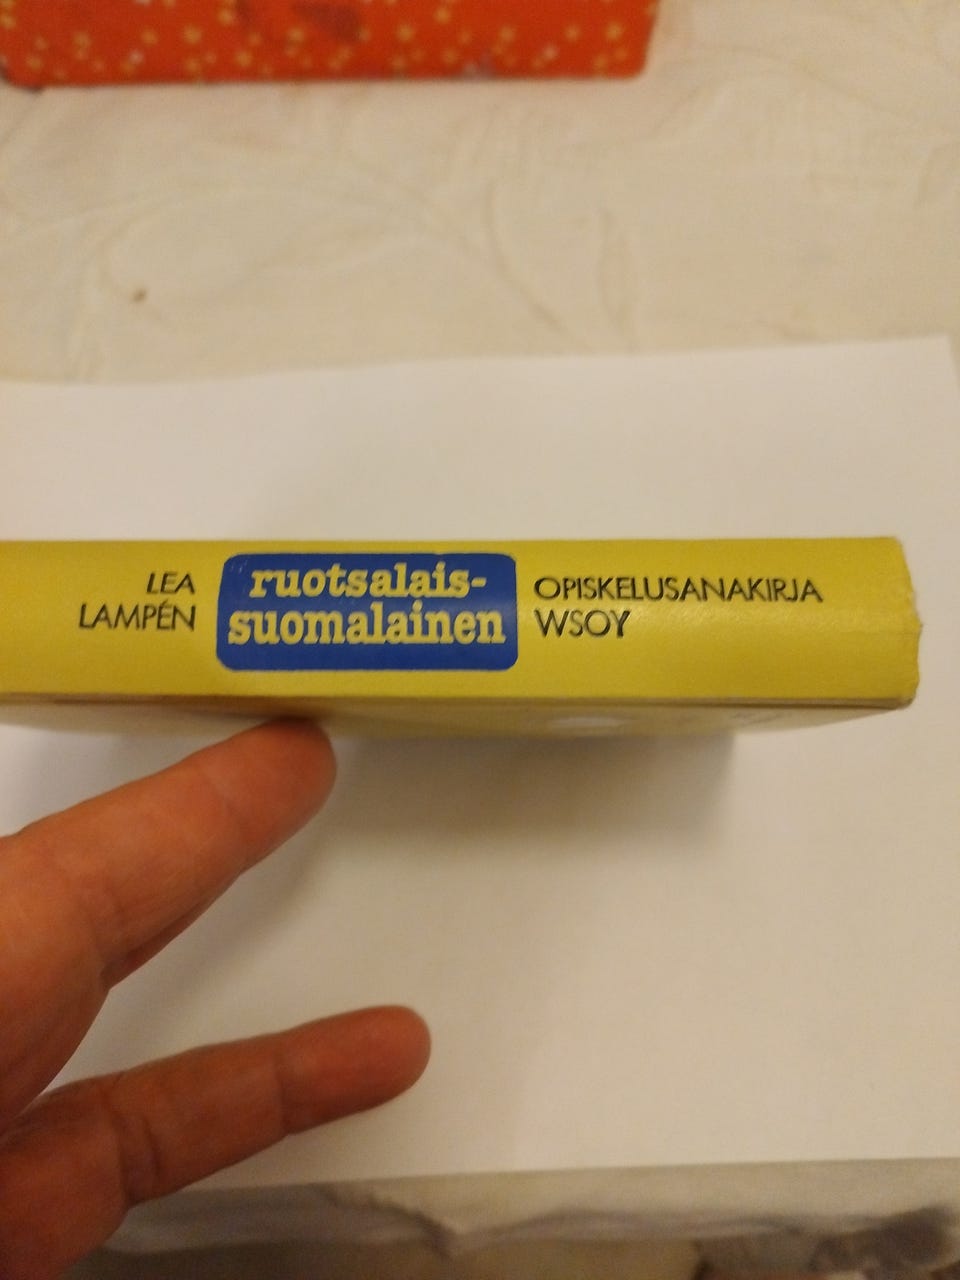 LEA
LAMPÉN
ruotsalais-
suomalainen
OPISKELUSANAKIRJA
WSOY